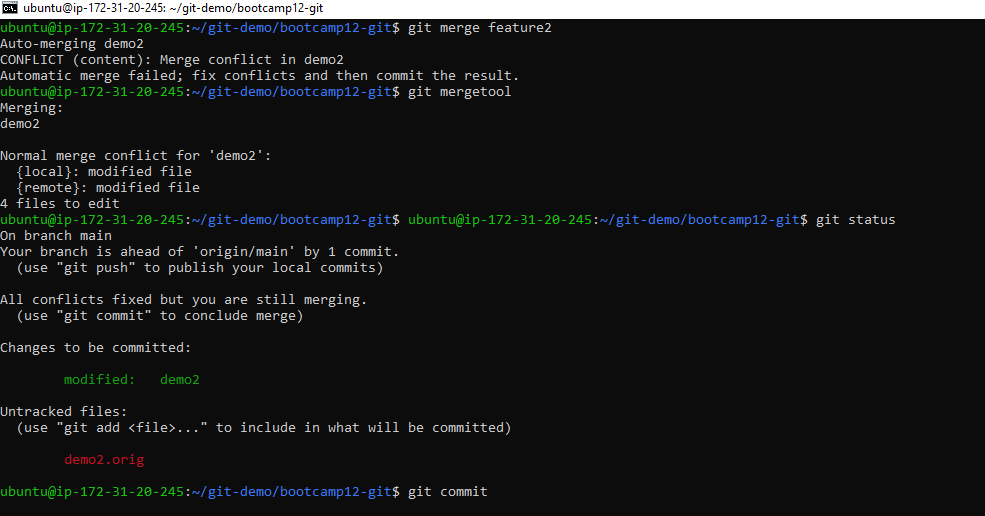 ubuntu@ip-172-31-20-245: ~/git-demo/bootcamp12-git
ubuntu@ip-172-31-20-245:~/git-demo/bootcamp12-git$ git merge feature2
Auto-merging demo2
CONFLICT (content): Merge conflict in demo2
Automatic merge failed; fix conflicts and then commit the result.
ubuntu@ip-172-31-20-245:~/git-demo/bootcamp12-git$ git mergetool
Merging:
demo2

Normal merge conflict for 'demo2':
  {local}: modified file
  {remote}: modified file
4 files to edit
ubuntu@ip-172-31-20-245:~/git-demo/bootcamp12-git$ ubuntu@ip-172-31-20-245:~/git-demo/bootcamp12-git$ git status
On branch main
Your branch is ahead of 'origin/main' by 1 commit.
  (use "git push" to publish your local commits)

All conflicts fixed but you are still merging.
  (use "git commit" to conclude merge)

Changes to be committed:

        modified:   demo2

Untracked files:
  (use "git add <file>..." to include in what will be committed)

        demo2.orig

ubuntu@ip-172-31-20-245:~/git-demo/bootcamp12-git$ git commit